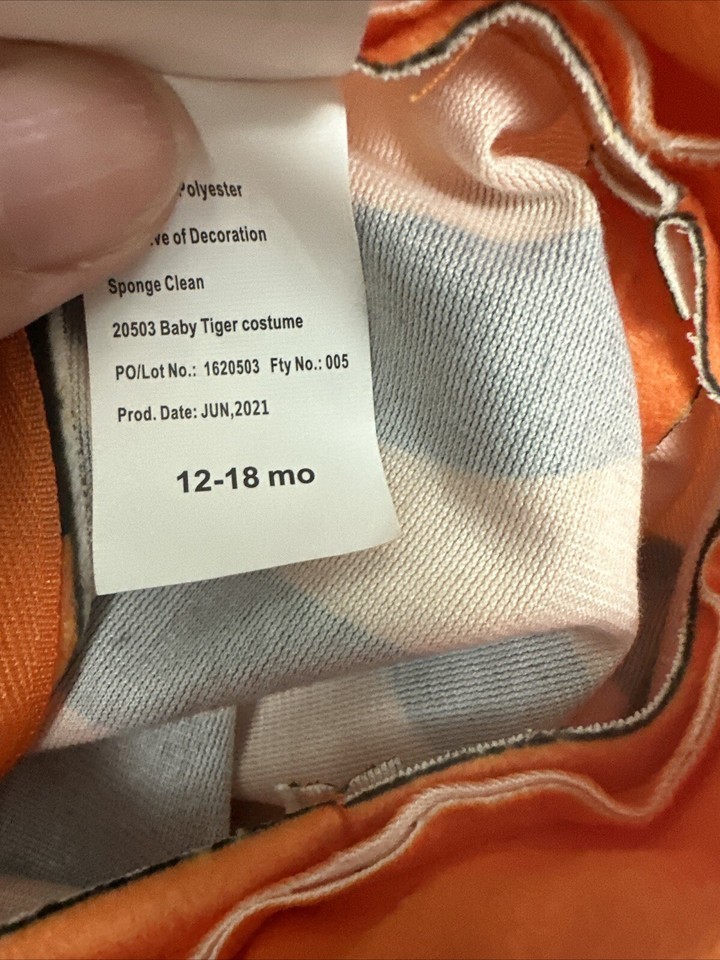 Polyester
of Decoration
Sponge Clean
20503 Baby Tiger costume
PO/Lot No.: 1620503 Fty No.: 005
Prod. Date: JUN,2021
12-18 mo